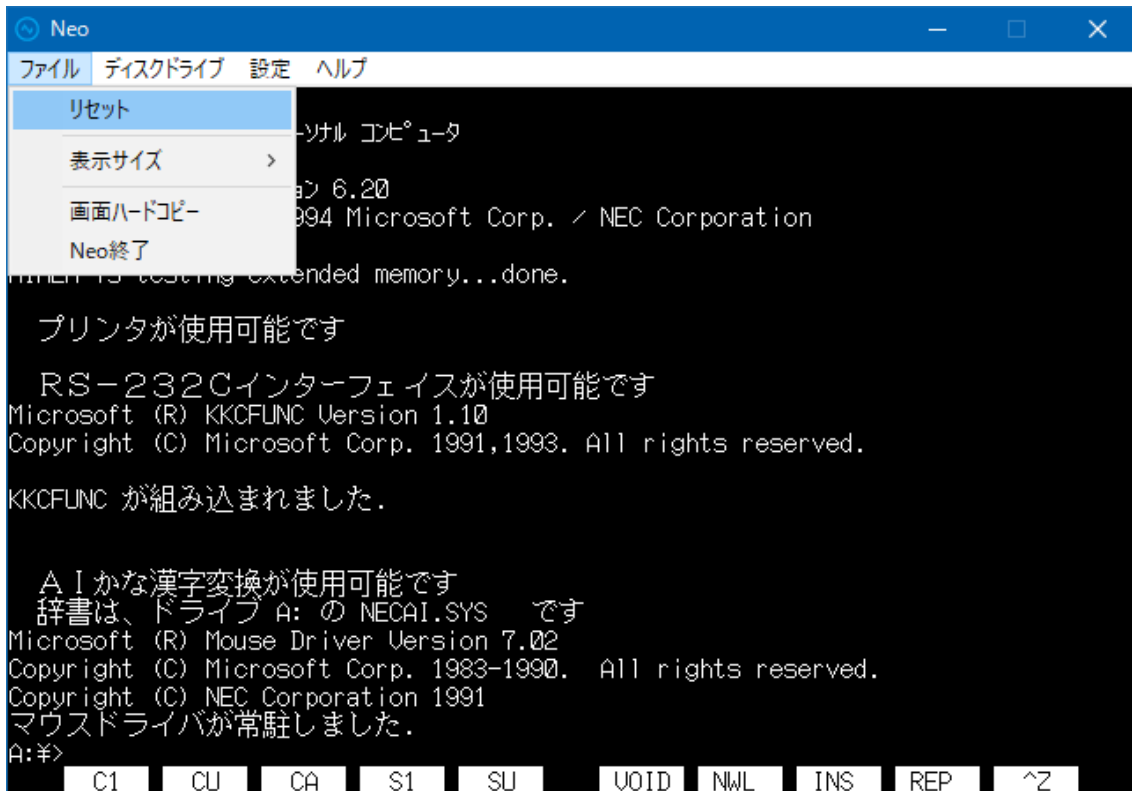 Neo
ファイル ディスクドライブ 設定 ヘルプ
リセット
表示サイズ >
画面ハードコピー
Neo終了
ーソナル コンピュータ
ョン 6.20
994 Microsoft Corp. / NEC Corporation
is testing extended memory...done.
プリンタが使用可能です
RS-232Cインターフェイスが使用可能です
Microsoft (R) KKCFUNC Version 1.10
Copyright (C) Microsoft Corp. 1991,1993. All rights reserved.
KKCFUNC が組み込まれました.
AIかな漢字変換が使用可能です
辞書は、ドライブ A: の NECAI.SYS です
Microsoft (R) Mouse Driver Version 7.02
Copyright (C) Microsoft Corp. 1983-1990. All rights reserved.
Copyright (C) NEC Corporation 1991
マウスドライバが常駐しました.
A:¥>
C1 CU CA S1 SU VOID NWL INS REP ^Z